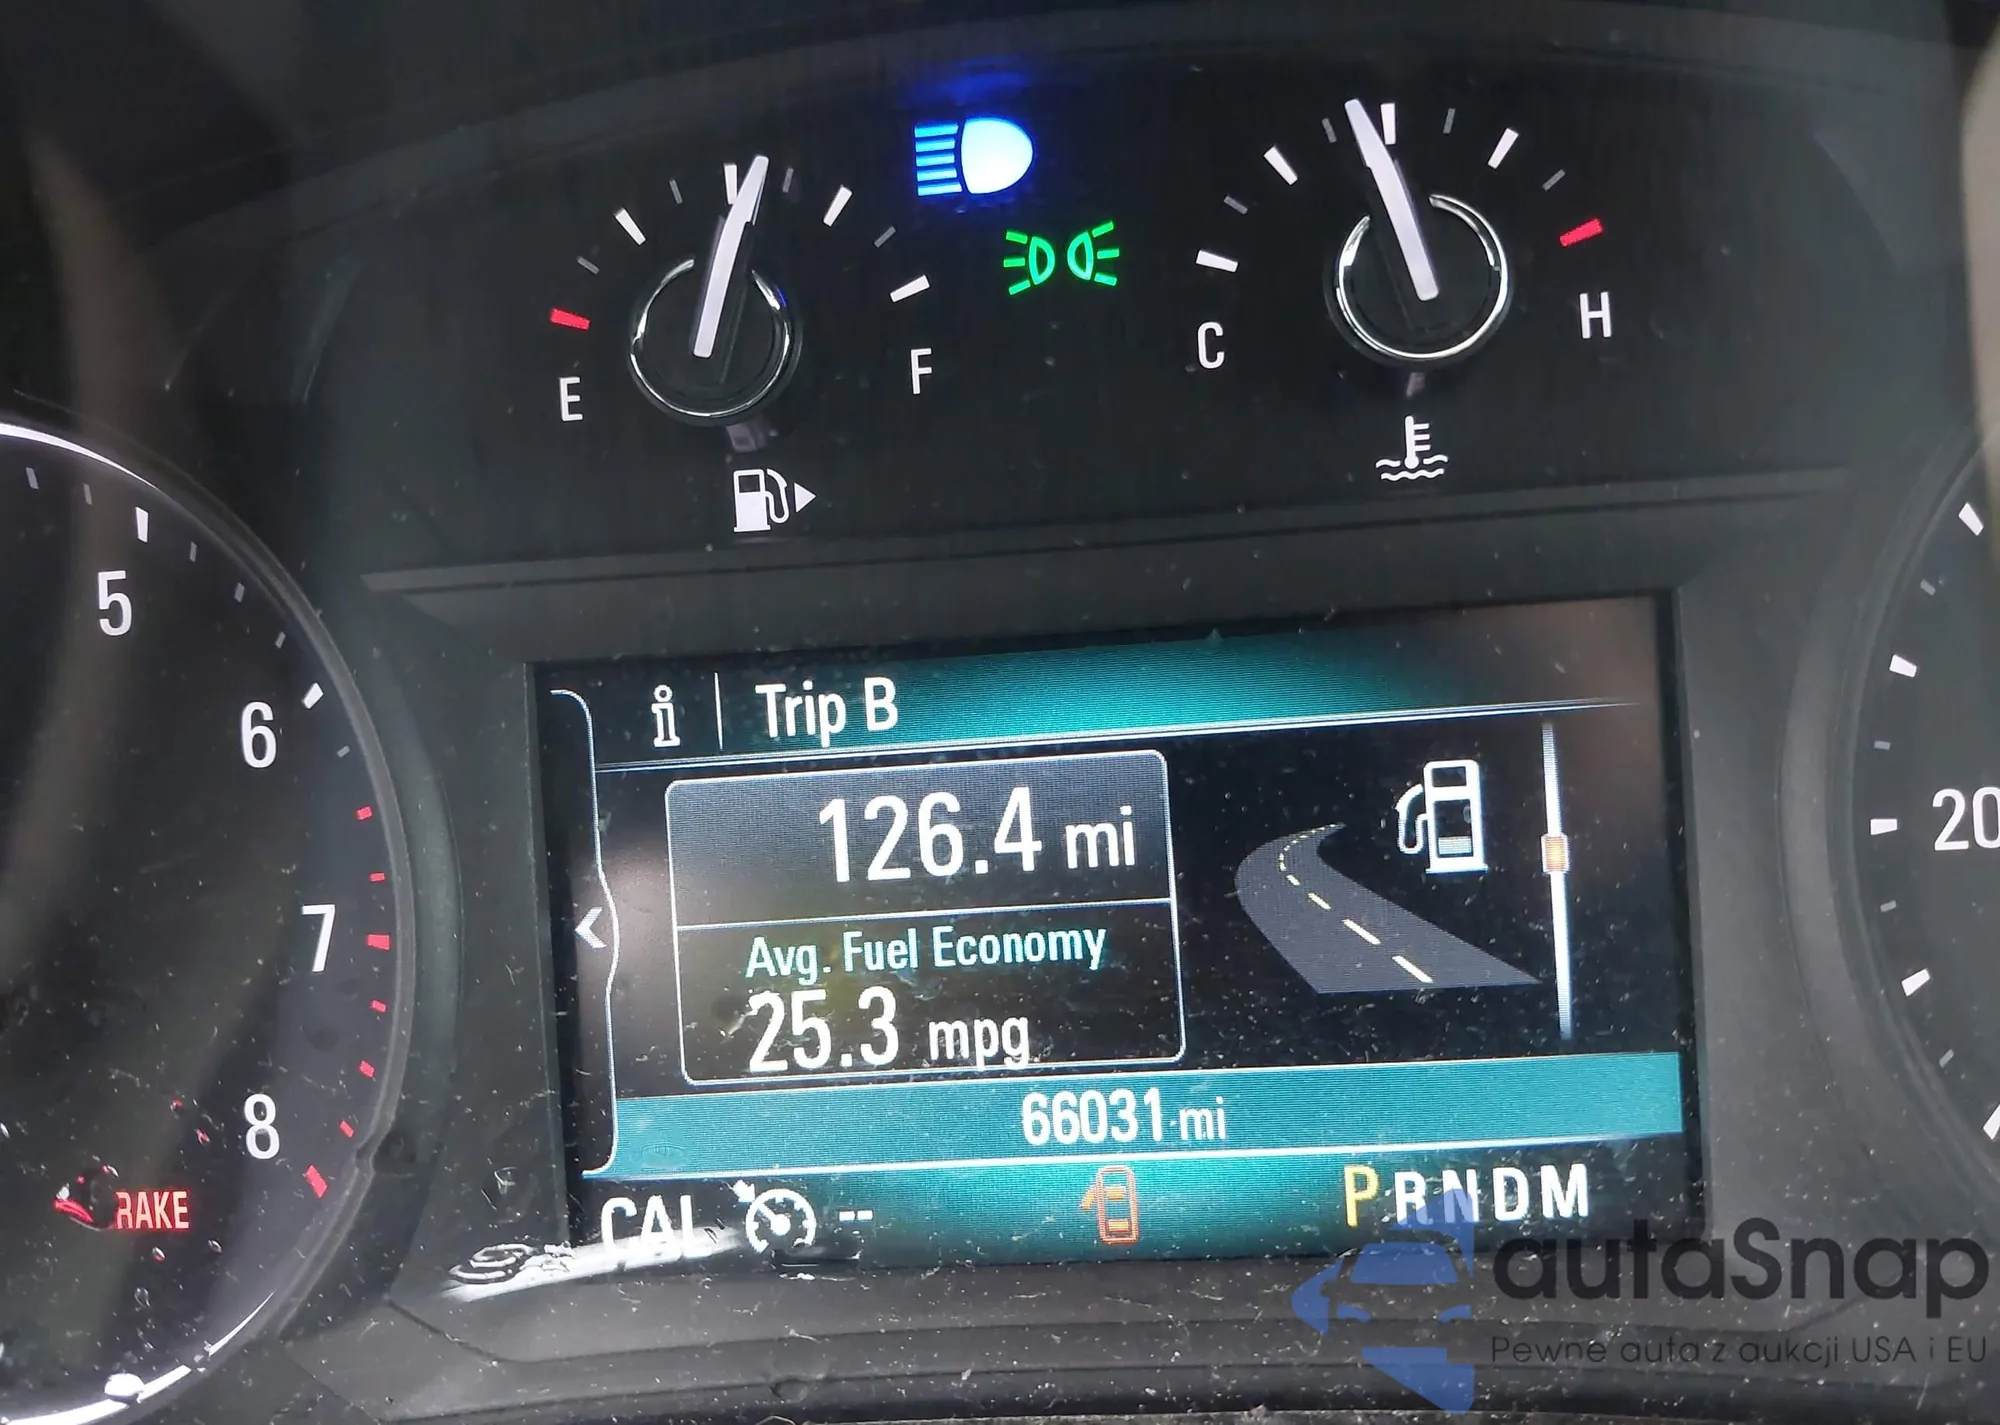 E
F
C
H
5
6
7
8
20
i Trip B
126.4 mi
Avg. Fuel Economy
25.3 mpg
66031 mi
CAL -- PRNDM
RAKE
autaSnap
Pewne auta z aukcji USA i EU